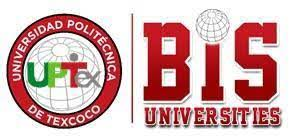 UNIVERSIDAD POLITÉCNICA
UPTex
DE TEXCOCO
BIS
UNIVERSITIES